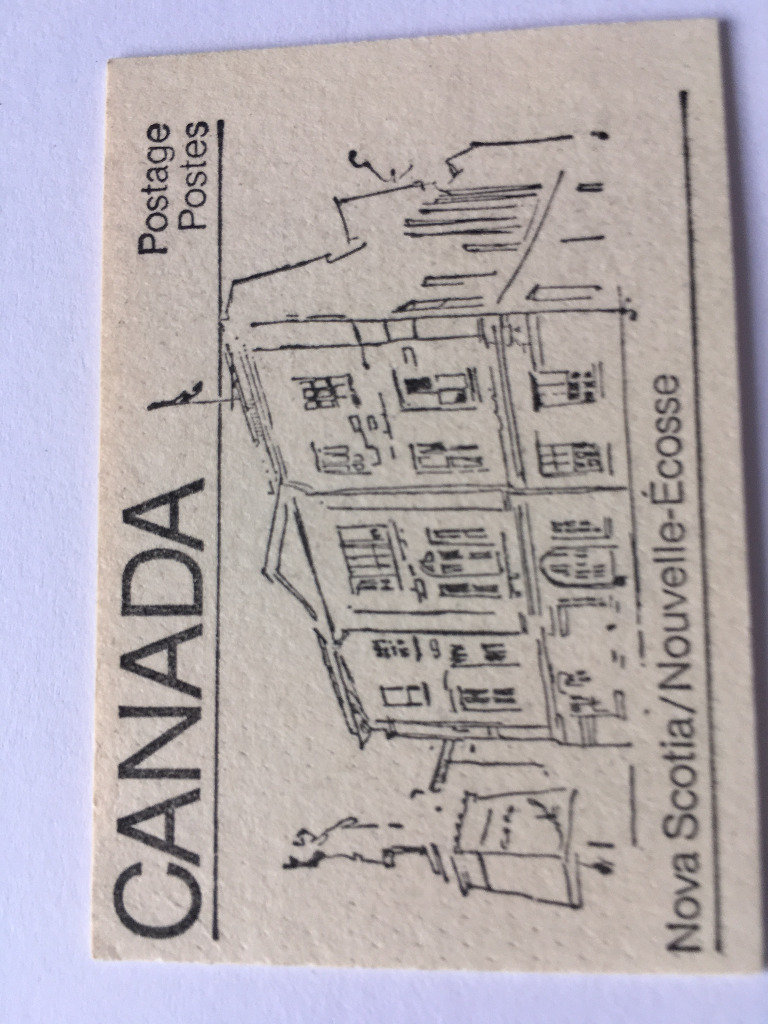 CANADA
Postage
Postes
Nova Scotia/Nouvelle-Écosse